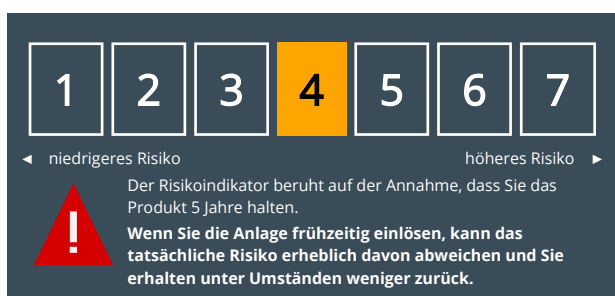 1 2 3 4 5 6 7
◄ niedrigeres Risiko höheres Risiko ►
Der Risikoindikator beruht auf der Annahme, dass Sie das
Produkt 5 Jahre halten.
!
Wenn Sie die Anlage frühzeitig einlösen, kann das
tatsächliche Risiko erheblich davon abweichen und Sie
erhalten unter Umständen weniger zurück.